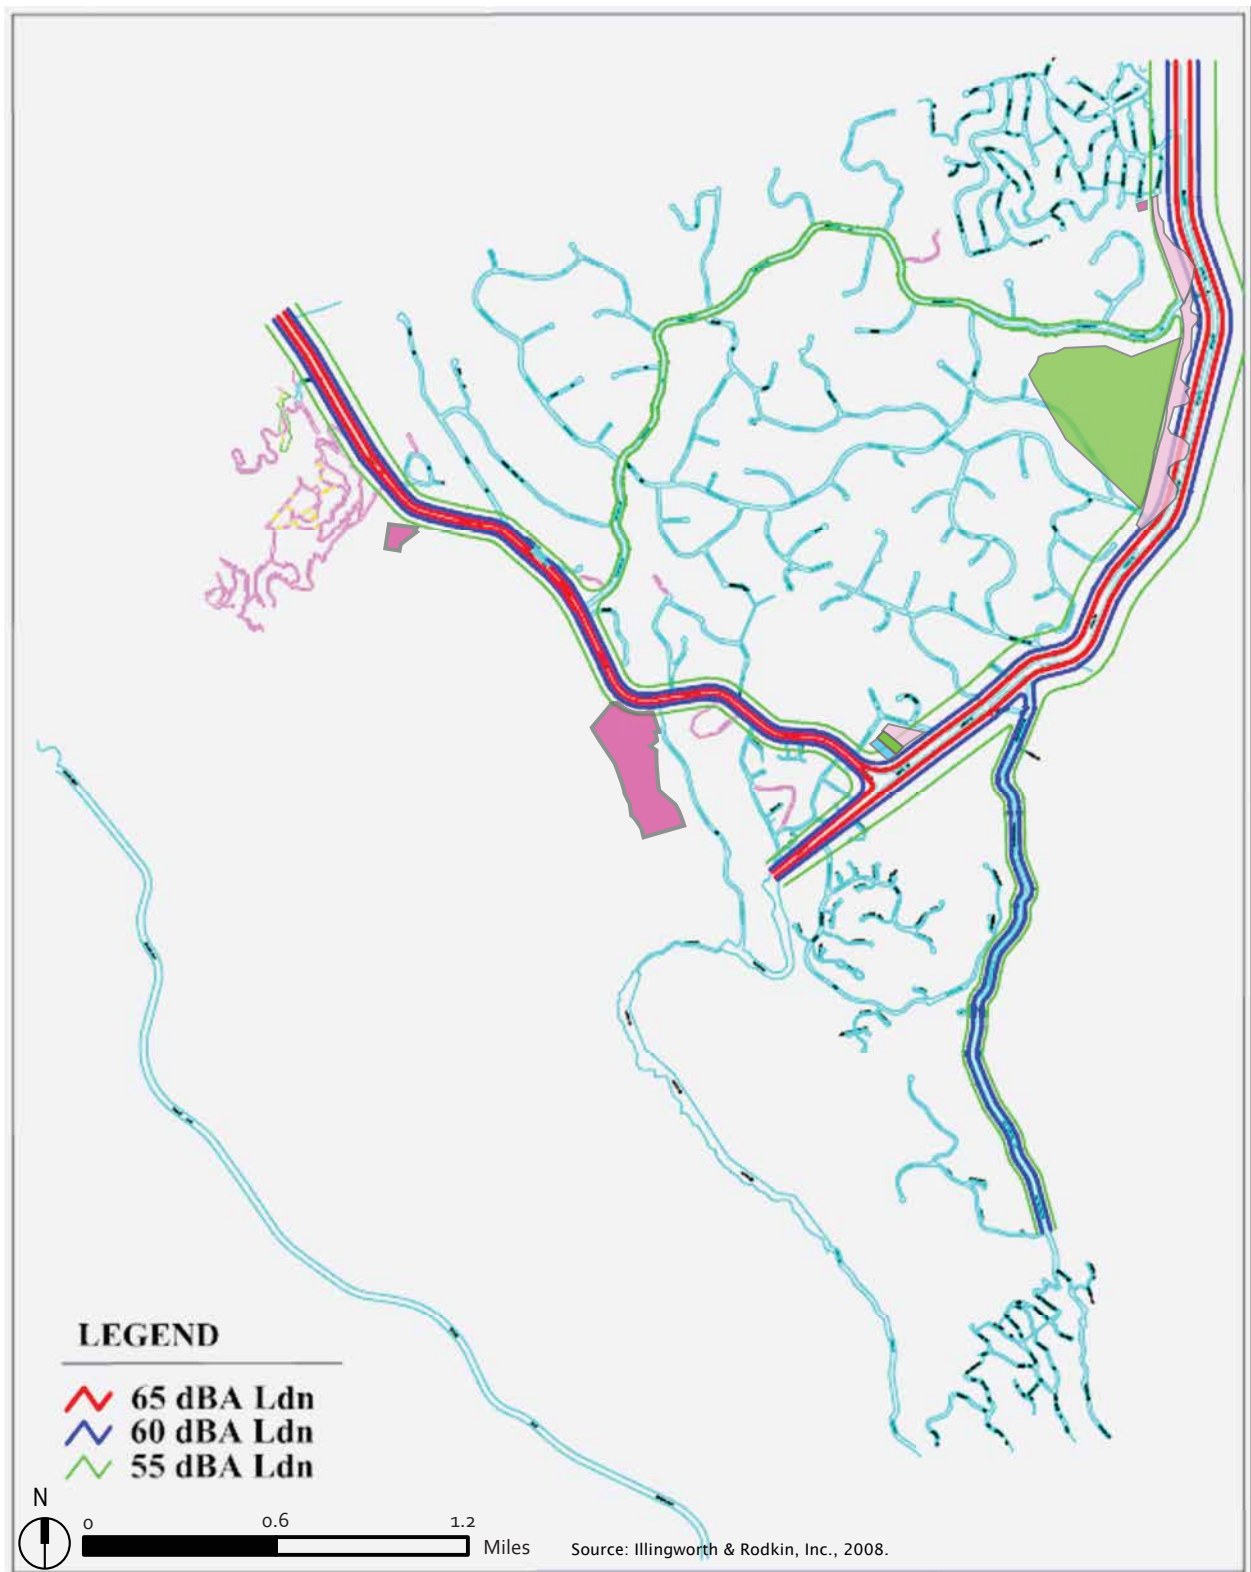 LEGEND
65 dBA Ldn
60 dBA Ldn
55 dBA Ldn
N
0 0.6 1.2
Miles
Source: Illingworth & Rodkin, Inc., 2008.